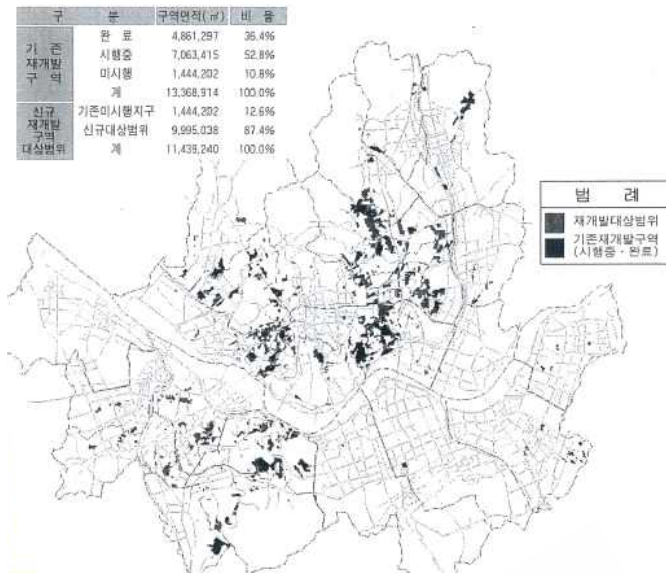 구 분 구역면적(㎡) 비 율
기 존 재개발 구 역
완 료 4,861,297 36.4%
시행중 7,063,415 52.8%
미시행 1,444,202 10.8%
계 13,368,914 100.0%
신규 재개발 구역 대상범위
기존미시행지구 1,444,202 12.6%
신규대상범위 9,995,038 87.4%
계 11,439,240 100.0%
범 례
재개발대상범위
기존재개발구역
(시행중·완료)